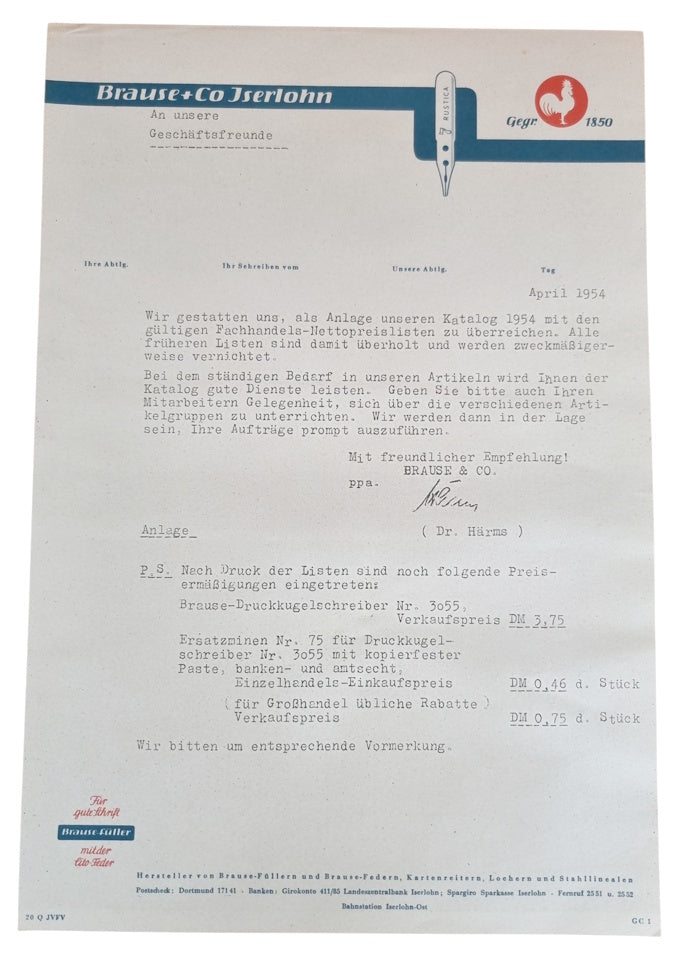 Brause+Co Iserlohn
RUSTICA
Gegr. 1850
An unsere
Geschäftsfreunde
Ihre Abtlg.
Ihr Schreiben vom
Unsere Abtlg.
Tag
April 1954
Wir gestatten uns, als Anlage unseren Katalog 1954 mit den
gültigen Fachhandels-Nettopreislisten zu überreichen. Alle
früheren Listen sind damit überholt und werden zweckmäßiger-
weise vernichtet.
Bei dem ständigen Bedarf in unseren Artikeln wird Ihnen der
Katalog gute Dienste leisten. Geben Sie bitte auch Ihren
Mitarbeitern Gelegenheit, sich über die verschiedenen Arti-
kelgruppen zu unterrichten. Wir werden dann in der Lage
sein, Ihre Aufträge prompt auszuführen.
Mit freundlicher Empfehlung!
BRAUSE & CO.
ppa.
Anlage
( Dr. Härms )
P.S. Nach Druck der Listen sind noch folgende Preis-
ermäßigungen eingetreten:
Brause-Druckkugelschreiber Nr. 3o55,
Verkaufspreis DM 3,75
Ersatzminen Nr. 75 für Druckkugel-
schreiber Nr. 3o55 mit kopierfester
Paste, banken- und amtsecht,
Einzelhandels-Einkaufspreis DM 0,46 d. Stück
(für Großhandel übliche Rabatte )
Verkaufspreis DM 0,75 d. Stück
Wir bitten um entsprechende Vormerkung.
Für
gute Schrift
Brause-Füller
mit der
Cito-Feder
Hersteller von Brause-Füllern und Brause-Federn, Kartenreitern, Lochern und Stahllinealen
Postscheck: Dortmund 17141 - Banken: Girokonto 411/85 Landeszentralbank Iserlohn; Spargiro Sparkasse Iserlohn - Fernruf 2551 u. 2552
Bahnstation Iserlohn-Ost
20 Q JVFV
GC 1